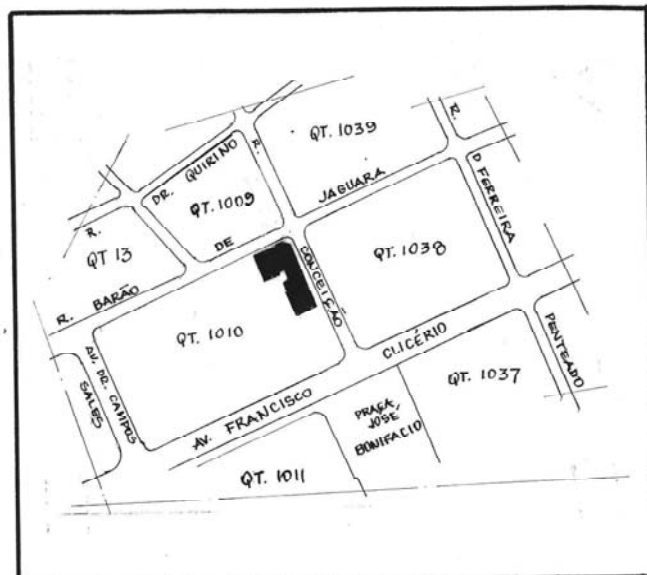 QT. 1039
R.
R. DR. QUIRINO
R. CONCEIÇÃO
QT. 1009
QT 13
R. BARÃO DE JAGUARA
D FERREIRA PENTEADO
QT. 1038
QT. 1010
AV. DR. CAMPOS
SALES
AV. FRANCISCO CLICÉRIO
QT. 1037
PRAÇA
JOSÉ
BONIFACIO
QT. 1011